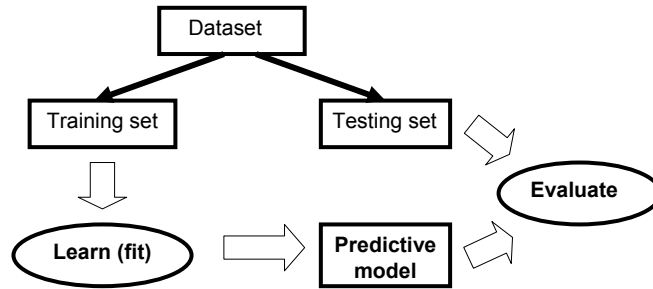 Dataset
Training set
Testing set
Evaluate
Learn (fit)
Predictive
model